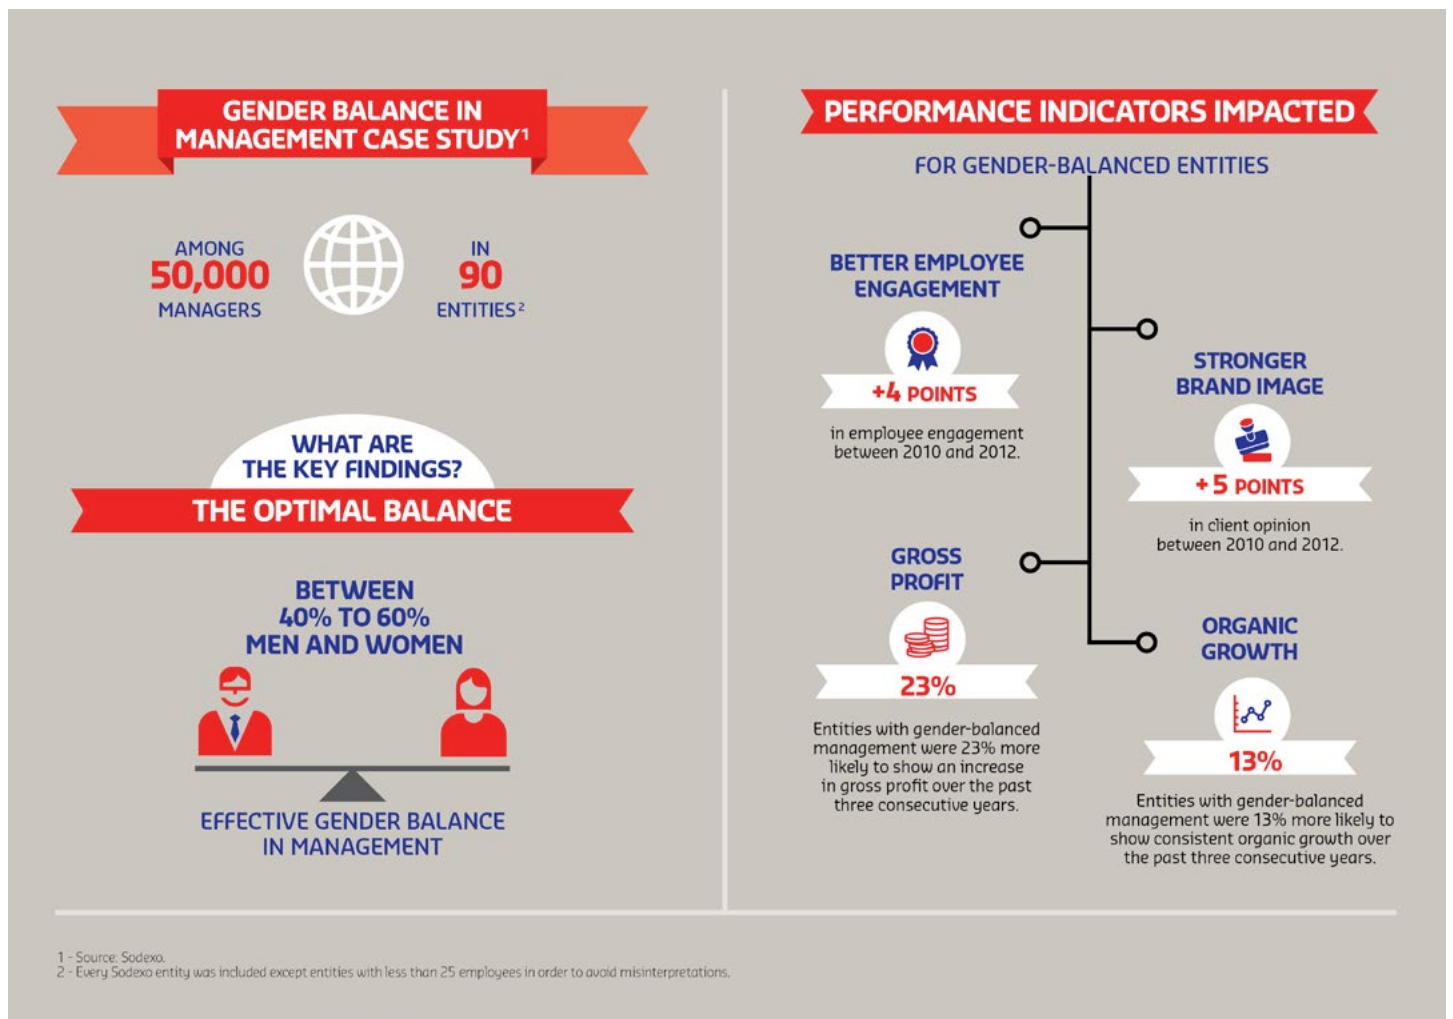 GENDER BALANCE IN
MANAGEMENT CASE STUDY¹
AMONG
50,000
MANAGERS
IN
90
ENTITIES²
WHAT ARE
THE KEY FINDINGS?
THE OPTIMAL BALANCE
BETWEEN
40% TO 60%
MEN AND WOMEN
EFFECTIVE GENDER BALANCE
IN MANAGEMENT
PERFORMANCE INDICATORS IMPACTED
FOR GENDER-BALANCED ENTITIES
BETTER EMPLOYEE
ENGAGEMENT
+4 POINTS
in employee engagement
between 2010 and 2012.
STRONGER
BRAND IMAGE
+5 POINTS
in client opinion
between 2010 and 2012.
GROSS
PROFIT
23%
Entities with gender-balanced
management were 23% more
likely to show an increase
in gross profit over the past
three consecutive years.
ORGANIC
GROWTH
13%
Entities with gender-balanced
management were 13% more likely to
show consistent organic growth over
the past three consecutive years.
1 - Source: Sodexo.
2 - Every Sodexo entity was included except entities with less than 25 employees in order to avoid misinterpretations.